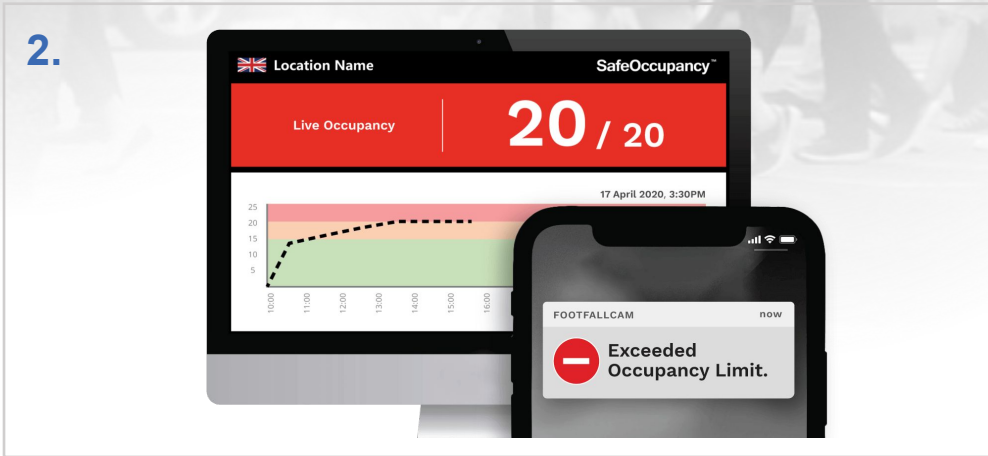 2.
Location Name
SafeOccupancy™
Live Occupancy
20 / 20
17 April 2020, 3:30PM
25
20
15
10
5
10:00
11:00
12:00
13:00
14:00
15:00
16:00
FOOTFALLCAM
now
Exceeded
Occupancy Limit.